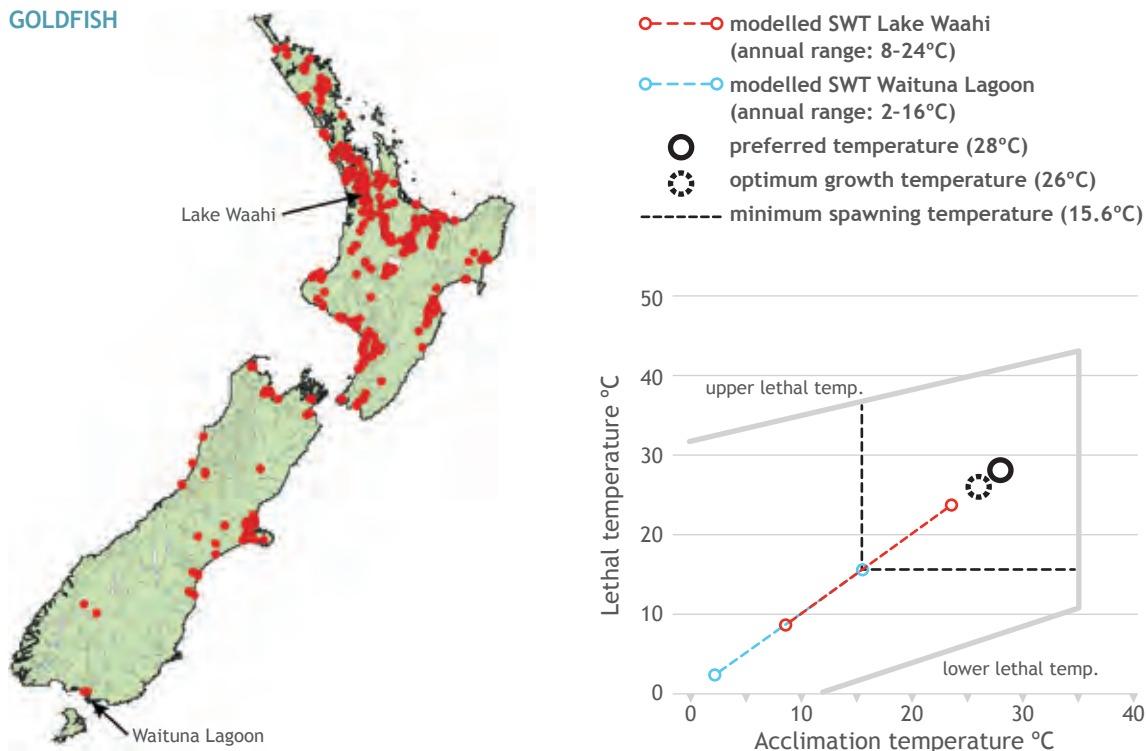 GOLDFISH
Lake Waahi
Waituna Lagoon
modelled SWT Lake Waahi
(annual range: 8-24ºC)
modelled SWT Waituna Lagoon
(annual range: 2-16ºC)
preferred temperature (28ºC)
optimum growth temperature (26ºC)
minimum spawning temperature (15.6ºC)
Lethal temperature ºC
50
40
30
20
10
0
upper lethal temp.
lower lethal temp.
0 10 20 30 40
Acclimation temperature ºC